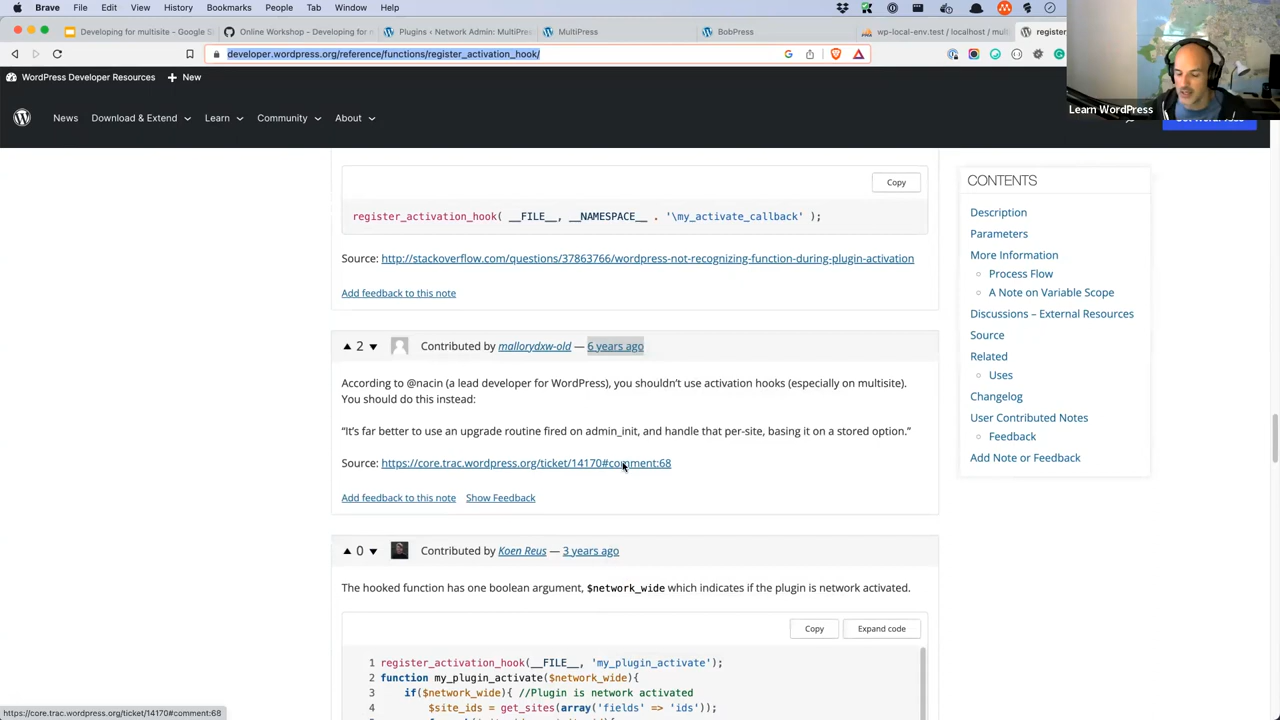 Brave File Edit View History Bookmarks People Tab Window Help
Developing for multisite - Google S
Online Workshop - Developing for
Plugins ‹ Network Admin: MultiPres
MultiPress
BobPress
wp-local-env.test / localhost / mul
regist
developer.wordpress.org/reference/functions/register_activation_hook/
WordPress Developer Resources
New
Learn WordPress
News Download & Extend Learn Community About
Copy
register_activation_hook( __FILE__, __NAMESPACE__ . '\my_activate_callback' );
Source: http://stackoverflow.com/questions/37863766/wordpress-not-recognizing-function-during-plugin-activation
Add feedback to this note
2 Contributed by mallorydxw-old — 6 years ago
According to @nacin (a lead developer for WordPress), you shouldn’t use activation hooks (especially on multisite).
You should do this instead:
“It’s far better to use an upgrade routine fired on admin_init, and handle that per-site, basing it on a stored option.”
Source: https://core.trac.wordpress.org/ticket/14170#comment:68
Add feedback to this note Show Feedback
0 Contributed by Koen Reus — 3 years ago
The hooked function has one boolean argument, $network_wide which indicates if the plugin is network activated.
Copy Expand code
1 register_activation_hook(__FILE__, 'my_plugin_activate');
2 function my_plugin_activate($network_wide){
3 if($network_wide){ //Plugin is network activated
4 $site_ids = get_sites(array('fields' => 'ids'));
CONTENTS
Description
Parameters
More Information
Process Flow
A Note on Variable Scope
Discussions – External Resources
Source
Related
Uses
Changelog
User Contributed Notes
Feedback
Add Note or Feedback
https://core.trac.wordpress.org/ticket/14170#comment:68